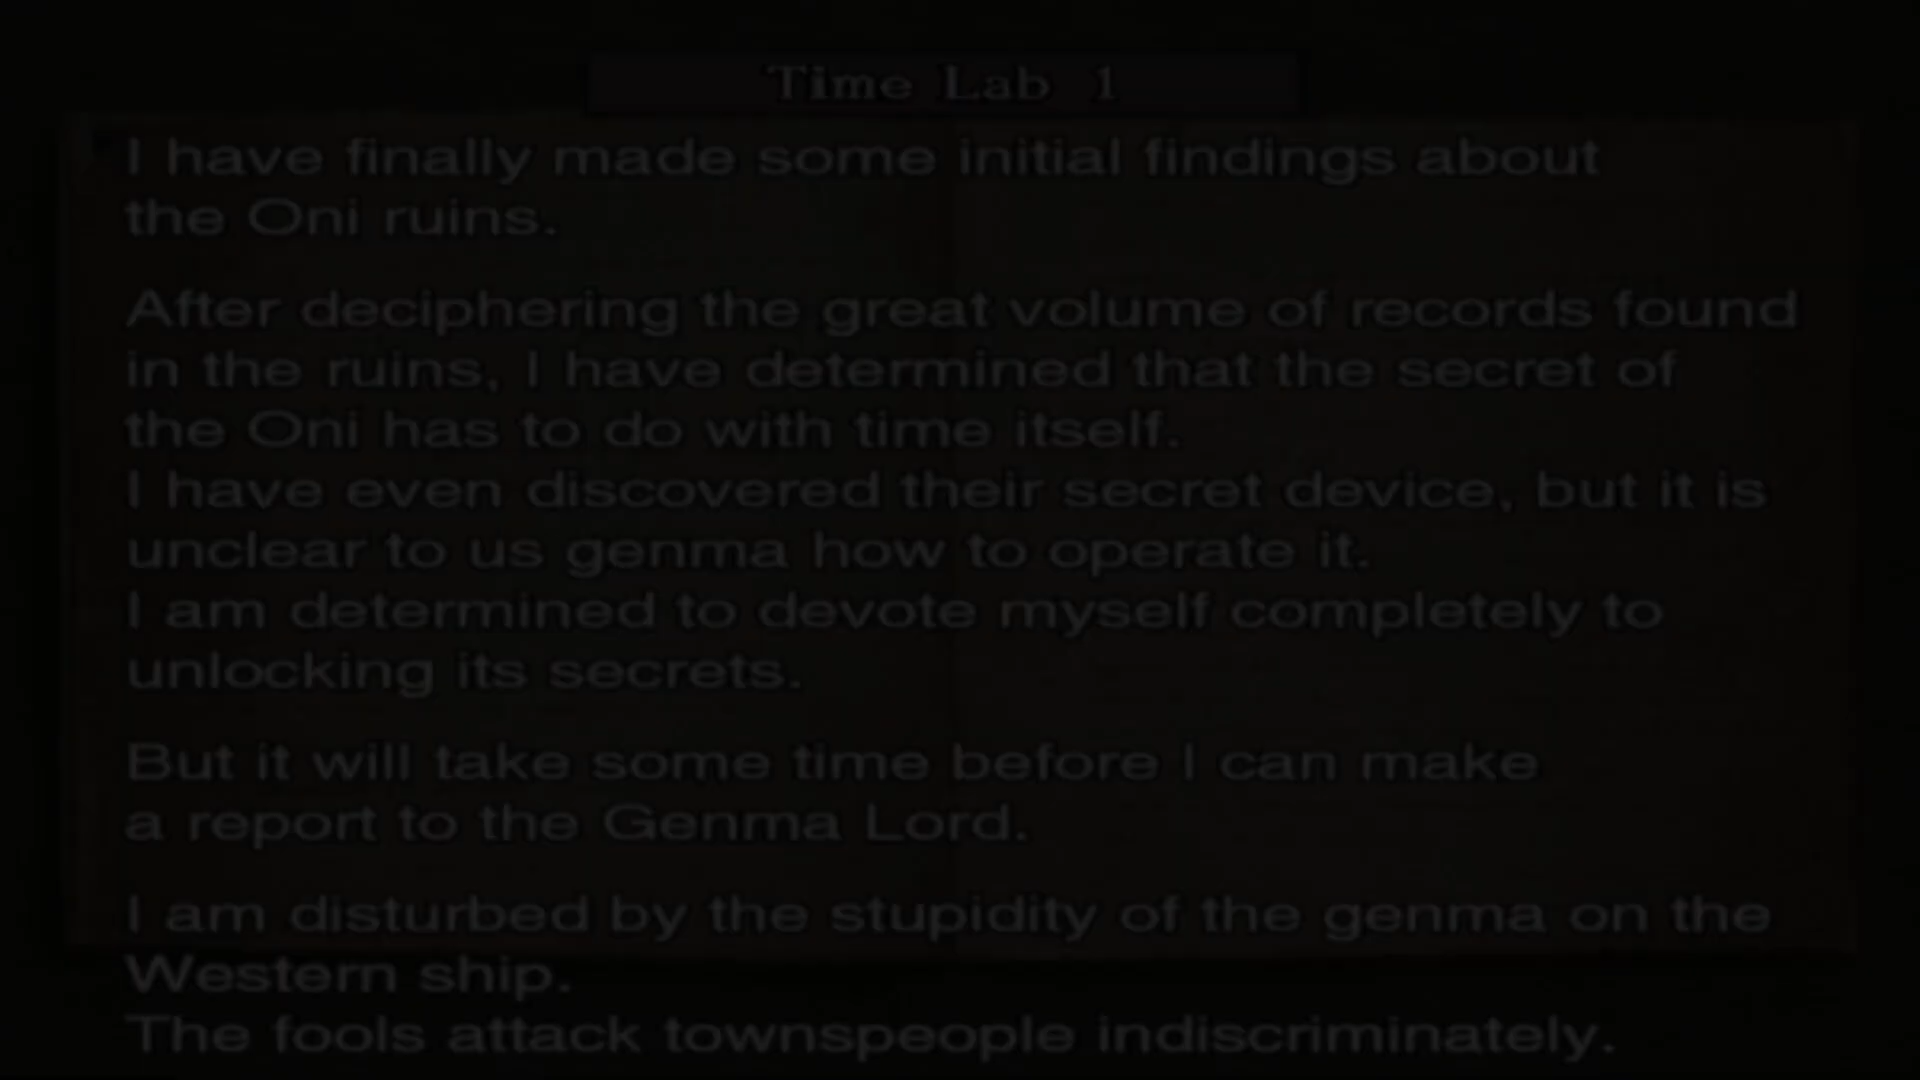 Time Lab 1
I have finally made some initial findings about
the Oni ruins.
After deciphering the great volume of records found
in the ruins, I have determined that the secret of
the Oni has to do with time itself.
I have even discovered their secret device, but it is
unclear to us genma how to operate it.
I am determined to devote myself completely to
unlocking its secrets.
But it will take some time before I can make
a report to the Genma Lord.
I am disturbed by the stupidity of the genma on the
Western ship.
The fools attack townspeople indiscriminately.